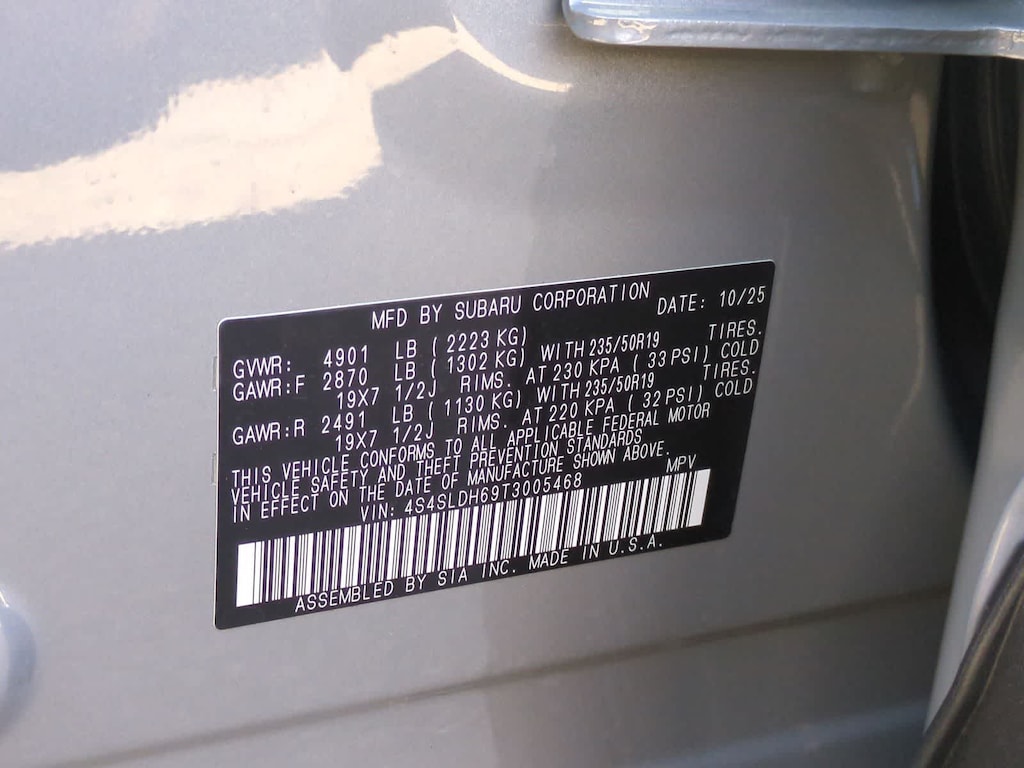 MFD BY SUBARU CORPORATION DATE: 10/25
GVWR: 4901 LB ( 2223 KG)
GAWR:F 2870 LB ( 1302 KG) WITH 235/50R19 TIRES.
19X7 1/2J RIMS. AT 230 KPA ( 33 PSI) COLD
GAWR:R 2491 LB ( 1130 KG) WITH 235/50R19 TIRES.
19X7 1/2J RIMS. AT 220 KPA ( 32 PSI) COLD
THIS VEHICLE CONFORMS TO ALL APPLICABLE FEDERAL MOTOR
VEHICLE SAFETY AND THEFT PREVENTION STANDARDS
IN EFFECT ON THE DATE OF MANUFACTURE SHOWN ABOVE.
VIN: 4S4SLDH69T3005468 MPV
ASSEMBLED BY SIA INC. MADE IN U.S.A.